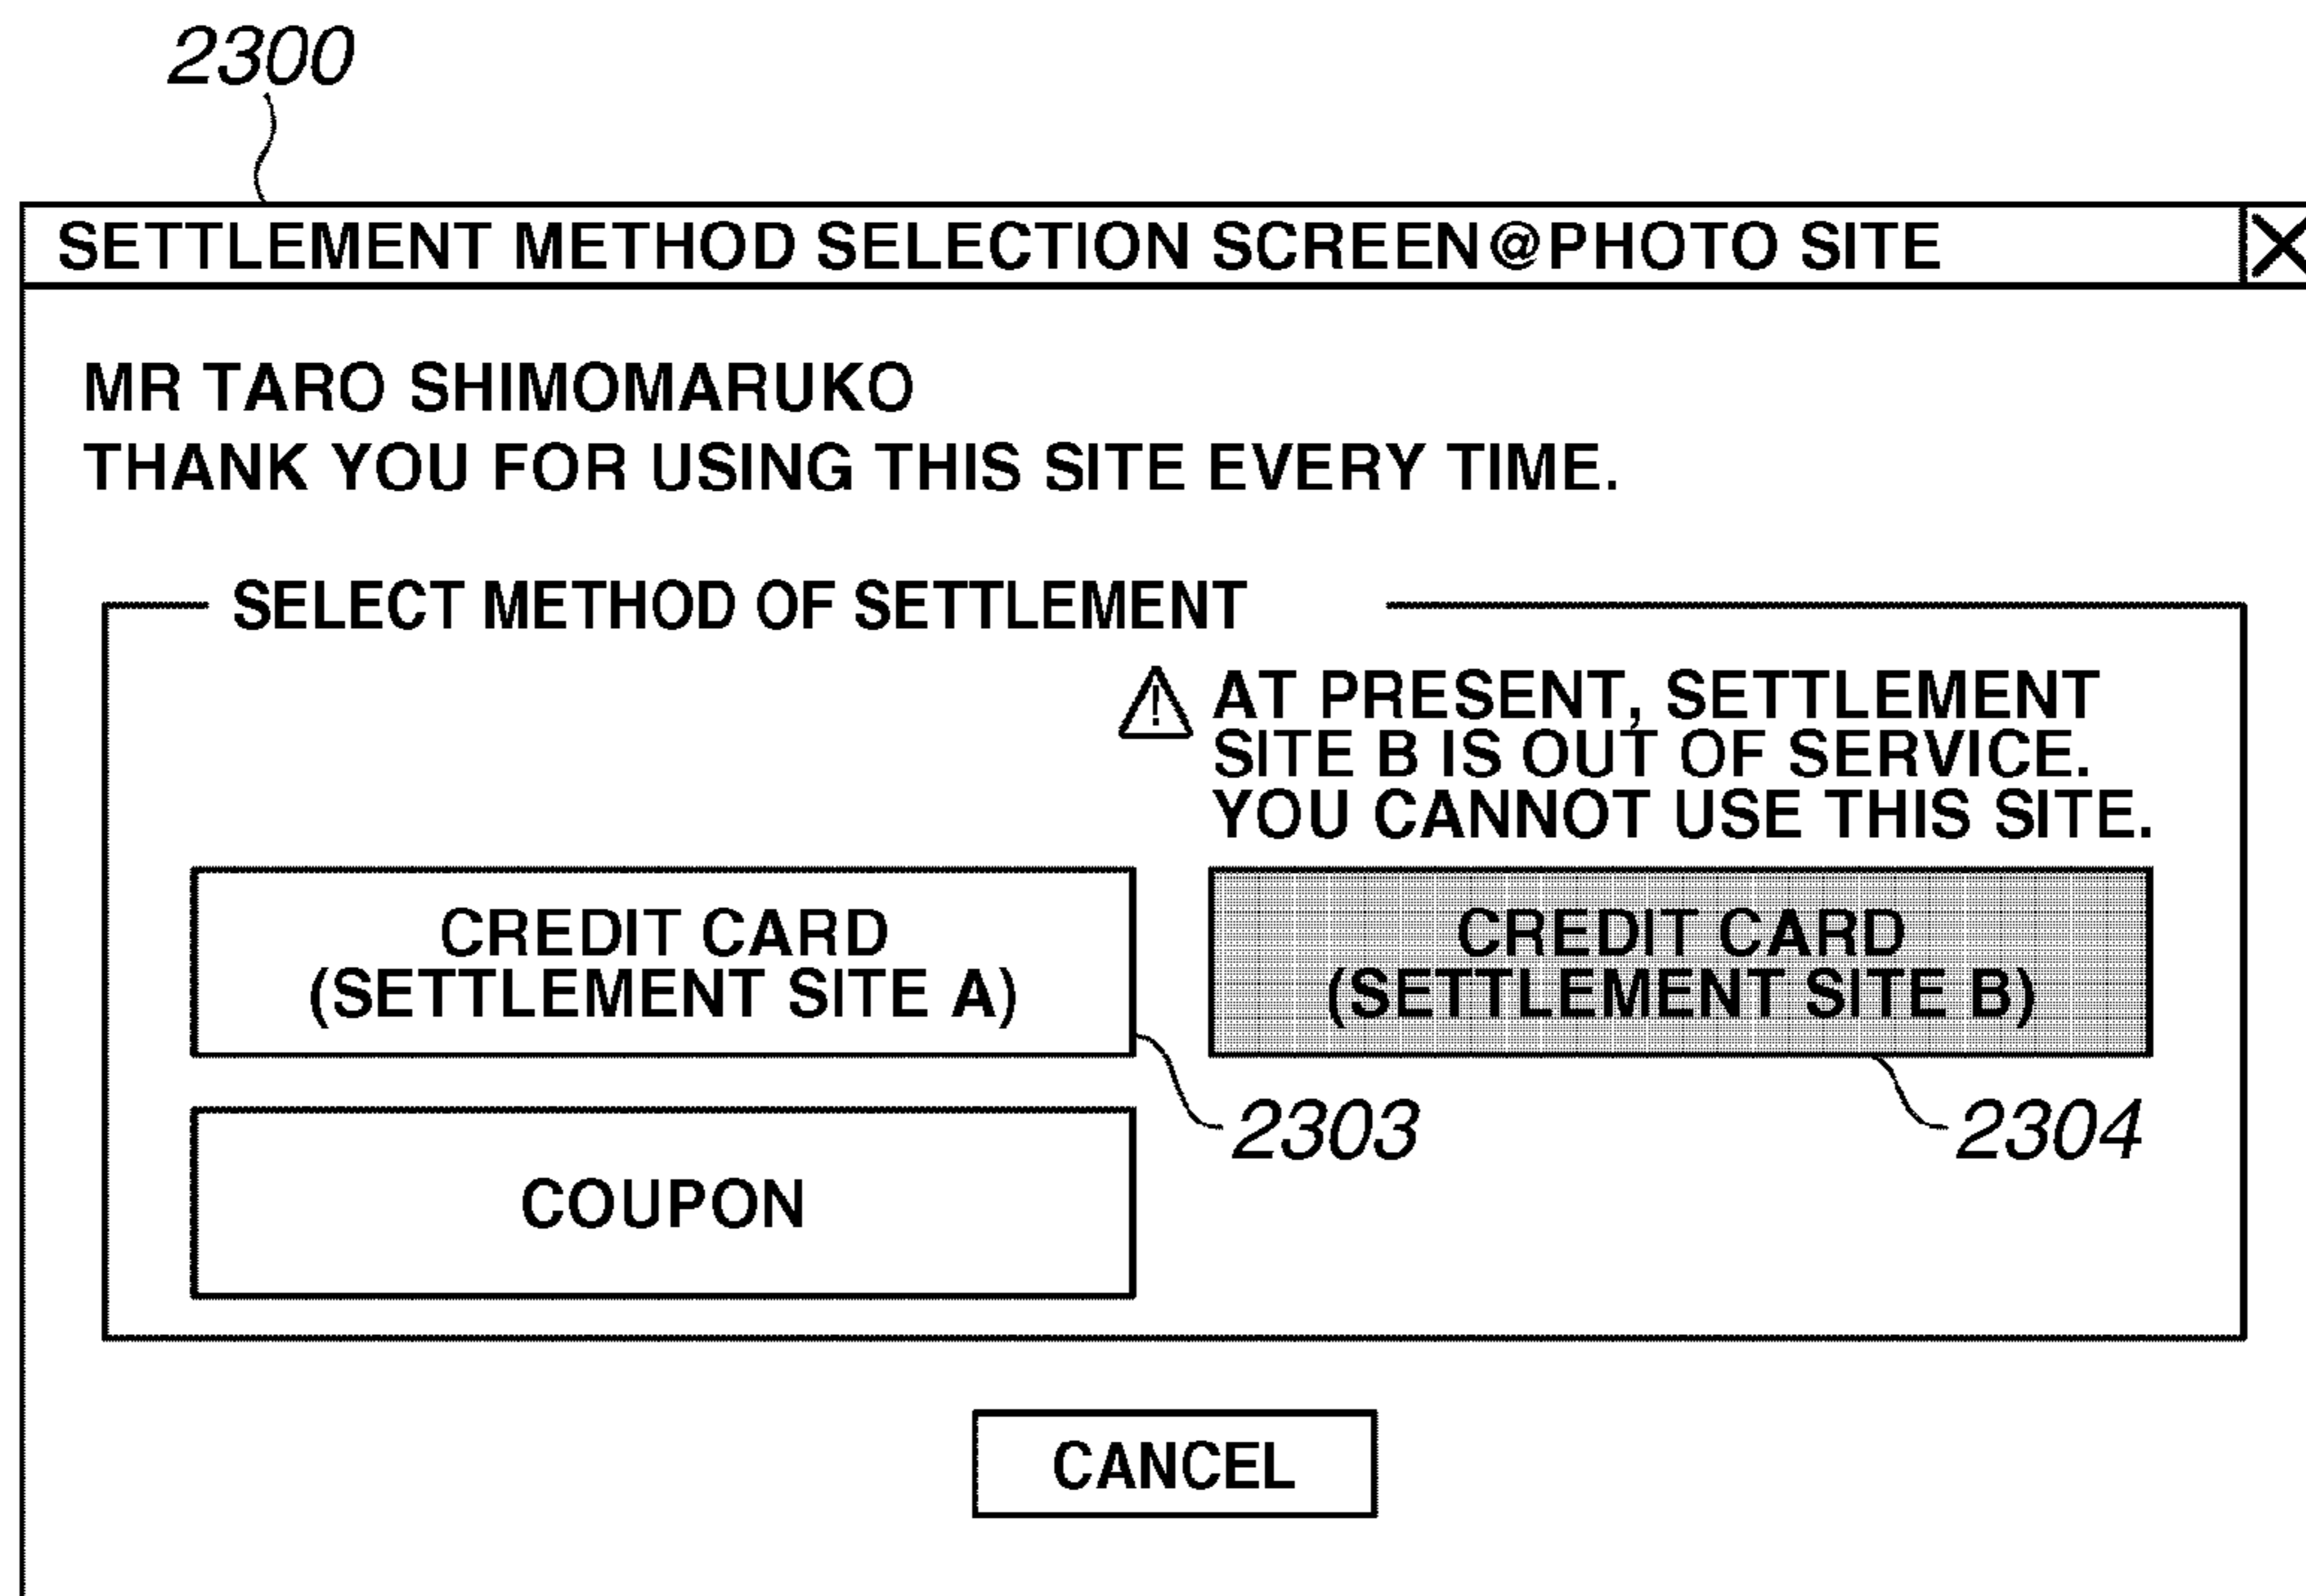 2300
SETTLEMENT METHOD SELECTION SCREEN@PHOTO SITE
MR TARO SHIMOMARUKO
THANK YOU FOR USING THIS SITE EVERY TIME.
SELECT METHOD OF SETTLEMENT
AT PRESENT, SETTLEMENT
SITE B IS OUT OF SERVICE.
YOU CANNOT USE THIS SITE.
CREDIT CARD
(SETTLEMENT SITE A)
CREDIT CARD
(SETTLEMENT SITE B)
2303
2304
COUPON
CANCEL